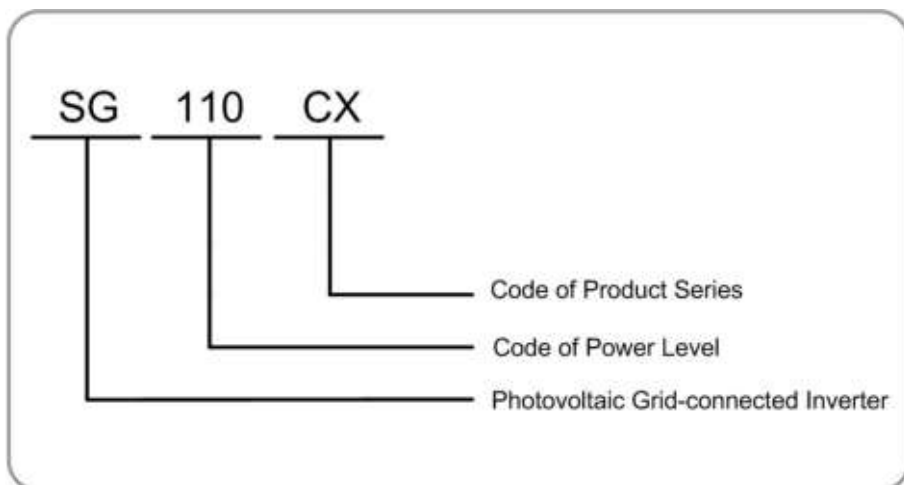 SG 110 CX
Code of Product Series
Code of Power Level
Photovoltaic Grid-connected Inverter